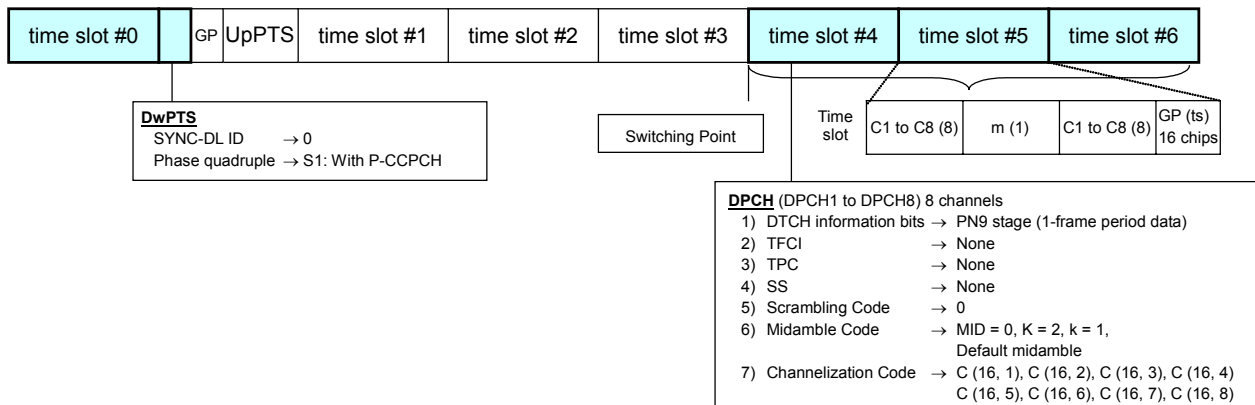 time slot #0 GP UpPTS time slot #1 time slot #2 time slot #3 time slot #4 time slot #5 time slot #6
DwPTS
SYNC-DL ID → 0
Phase quadruple → S1: With P-CCPCH
Switching Point
Time slot
C1 to C8 (8) m (1) C1 to C8 (8) GP (ts) 16 chips
DPCH (DPCH1 to DPCH8) 8 channels
1) DTCH information bits → PN9 stage (1-frame period data)
2) TFCI → None
3) TPC → None
4) SS → None
5) Scrambling Code → 0
6) Midamble Code → MID = 0, K = 2, k = 1,
Default midamble
7) Channelization Code → C (16, 1), C (16, 2), C (16, 3), C (16, 4)
C (16, 5), C (16, 6), C (16, 7), C (16, 8)